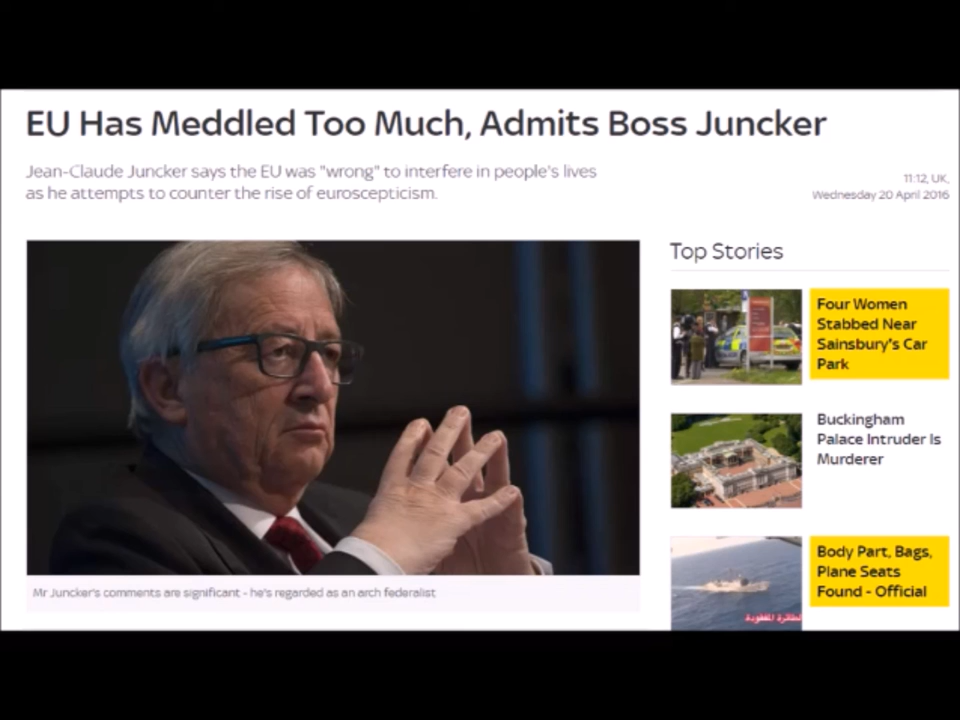 EU Has Meddled Too Much, Admits Boss Juncker
Jean-Claude Juncker says the EU was "wrong" to interfere in people's lives
as he attempts to counter the rise of euroscepticism.
11:12, UK,
Wednesday 20 April 2016
Mr Juncker's comments are significant - he's regarded as an arch federalist
Top Stories
Four Women
Stabbed Near
Sainsbury's Car
Park
Buckingham
Palace Intruder Is
Murderer
Body Part, Bags,
Plane Seats
Found - Official
الطائرة المفقودة